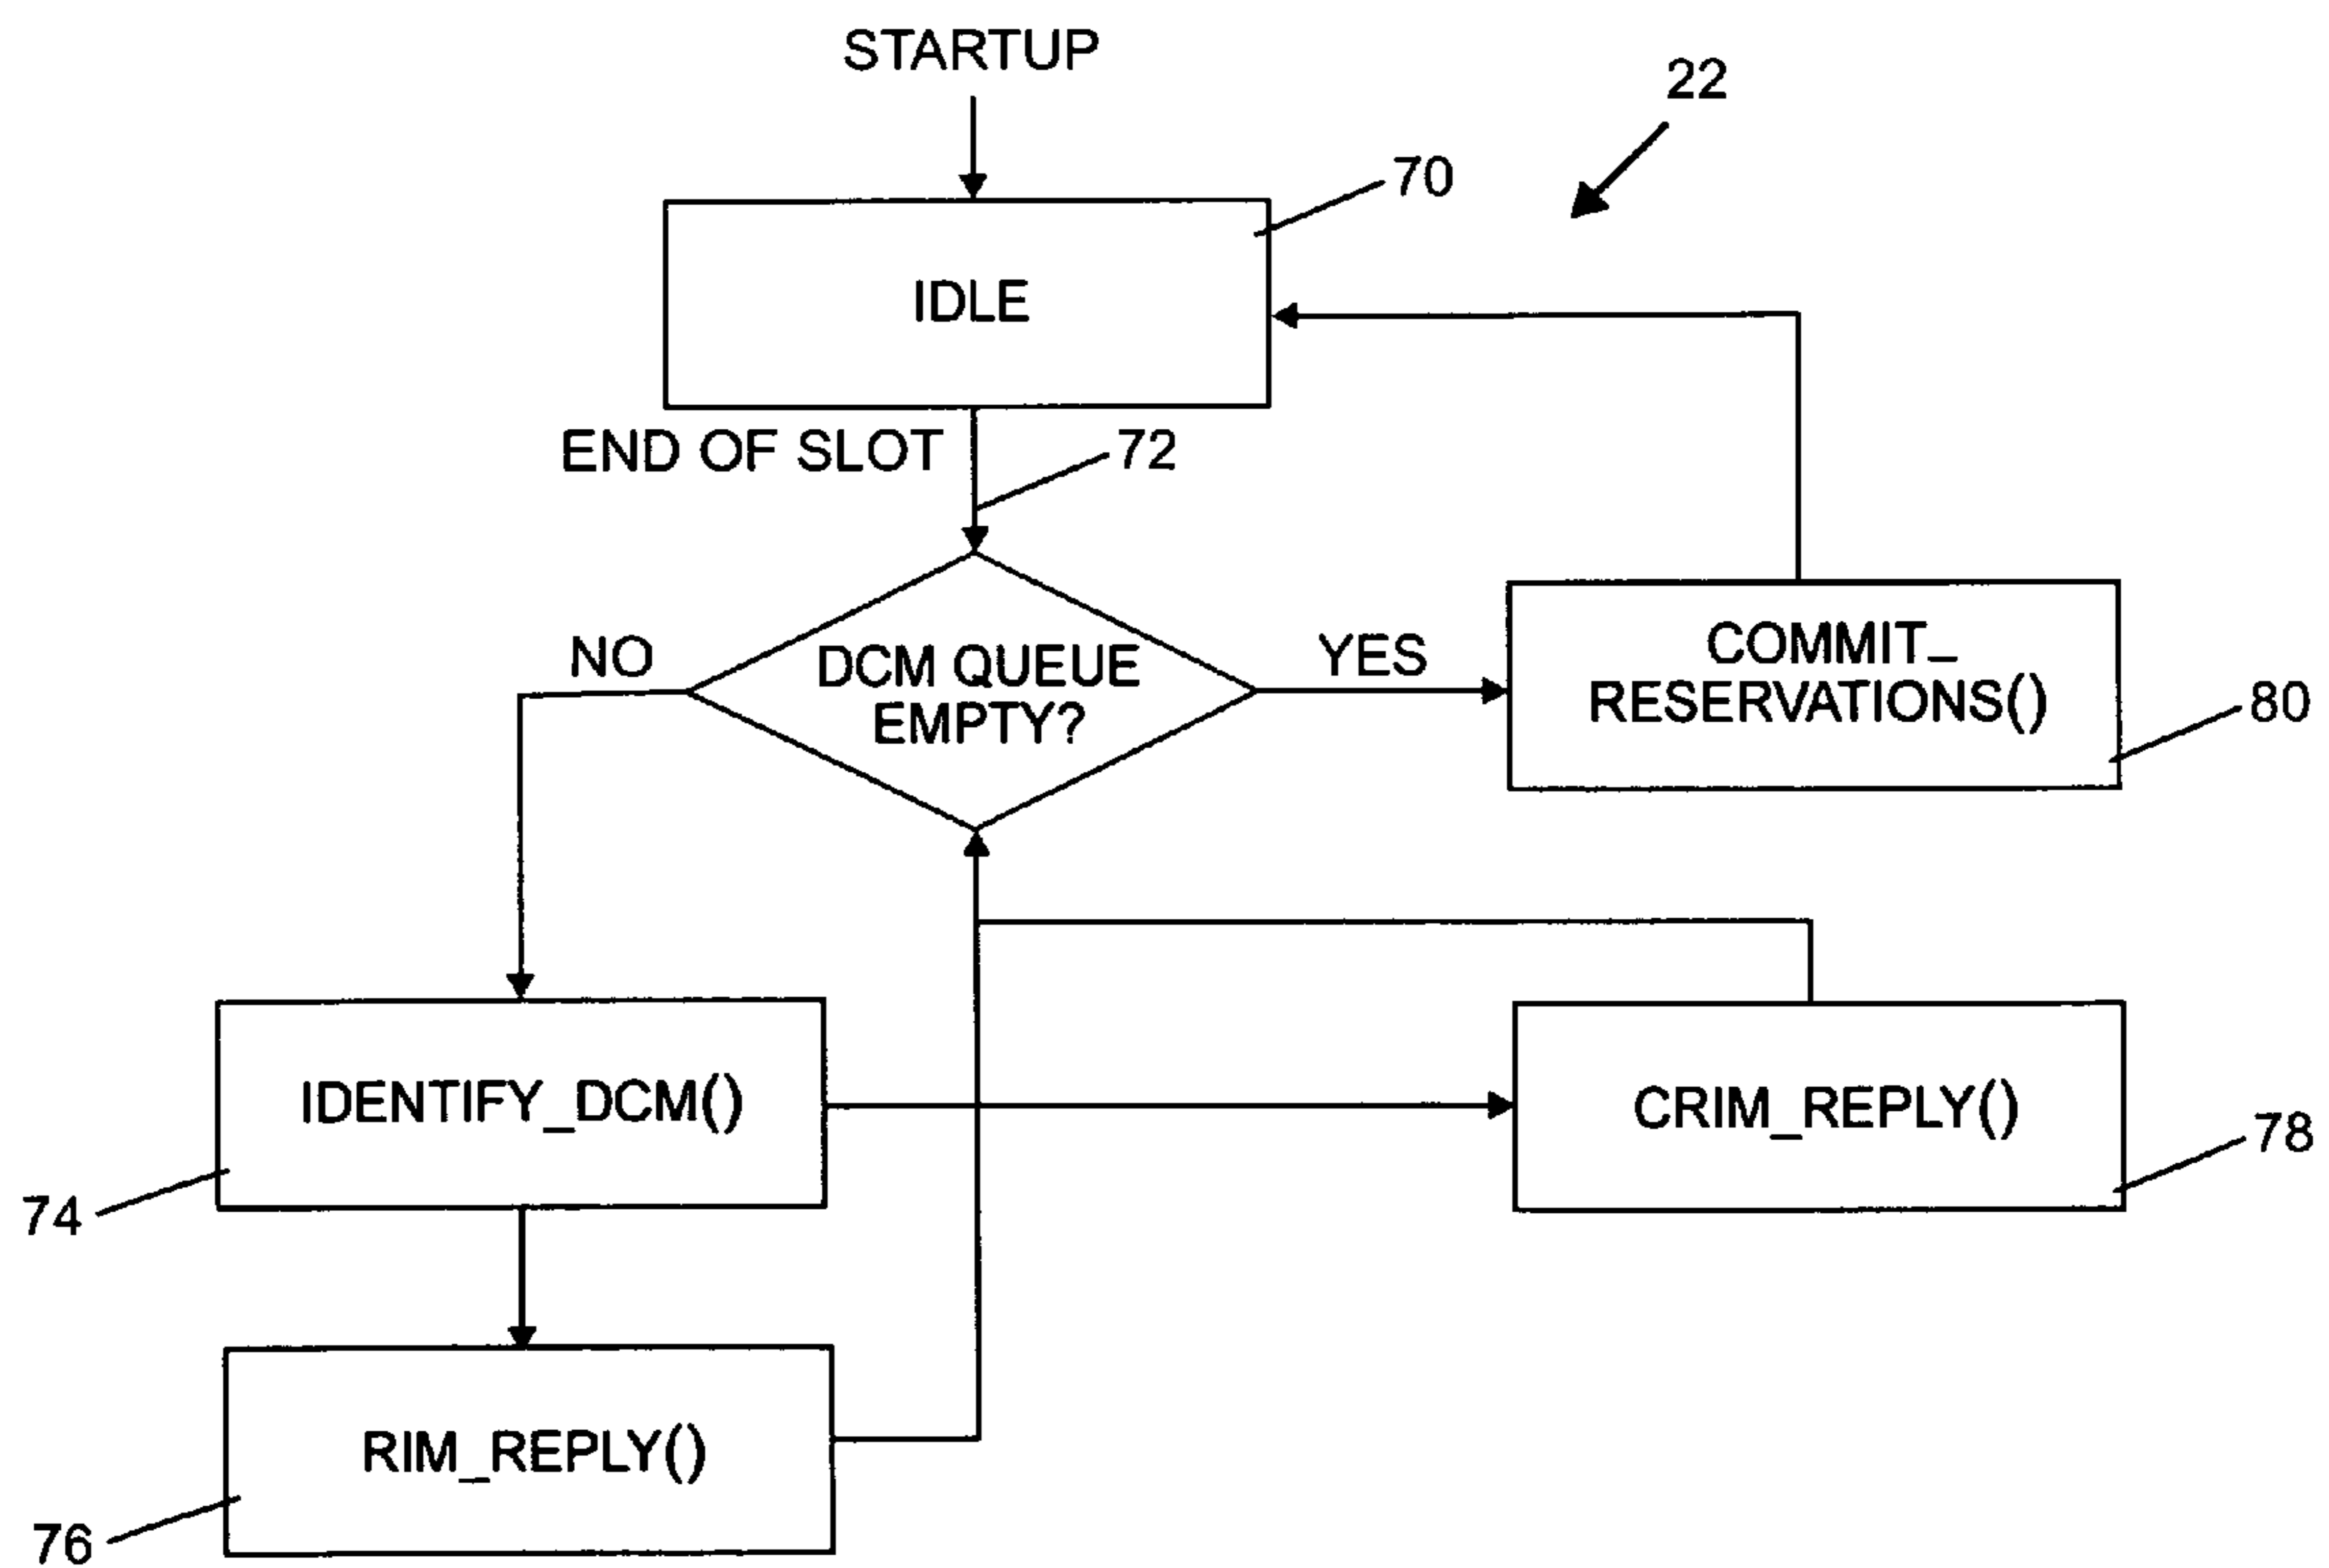 STARTUP
22
70
IDLE
END OF SLOT
72
NO
DCM QUEUE
EMPTY?
YES
COMMIT_
RESERVATIONS()
80
IDENTIFY_DCM()
CRIM_REPLY()
74
78
RIM_REPLY()
76